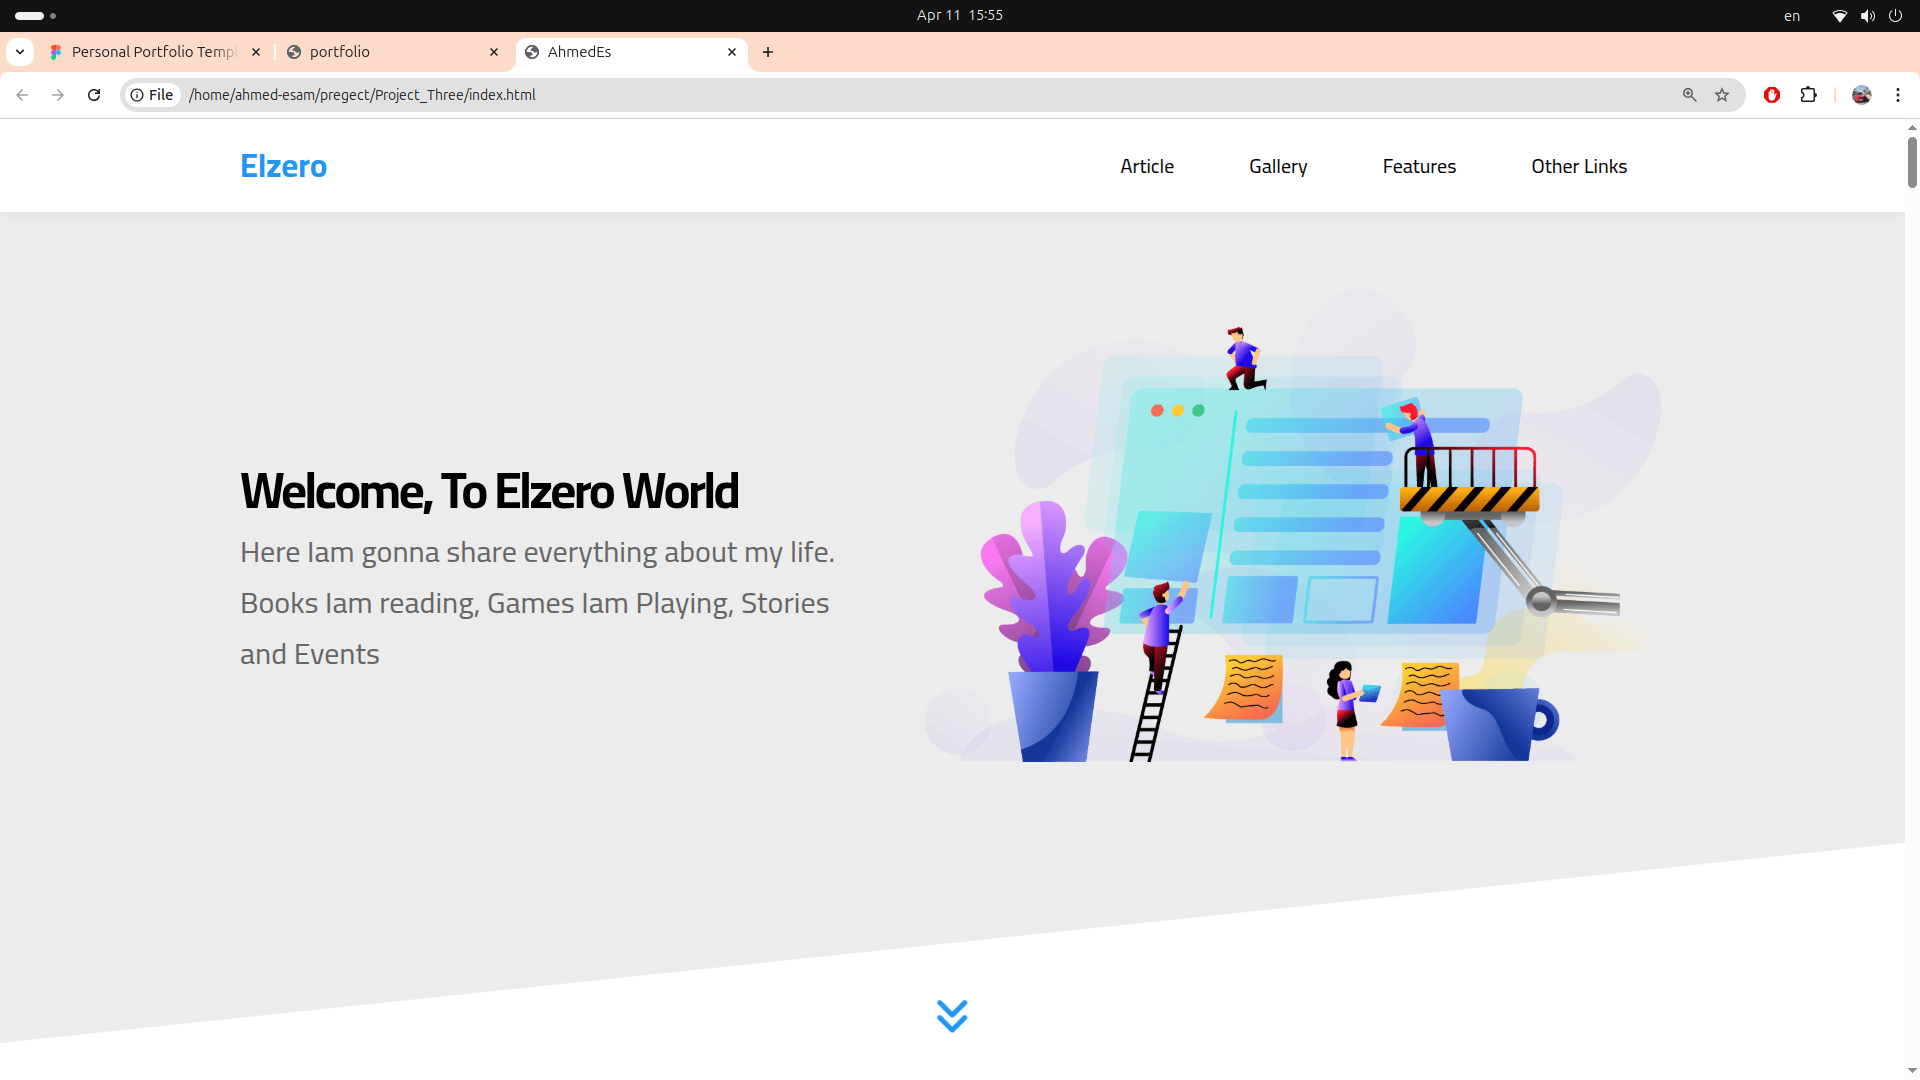 Apr 11 15:55
en
Personal Portfolio Temp
portfolio
AhmedEs
File
/home/ahmed-esam/pregect/Project_Three/index.html
Elzero
Article
Gallery
Features
Other Links
Welcome, To Elzero World
Here Iam gonna share everything about my life.
Books Iam reading, Games Iam Playing, Stories
and Events